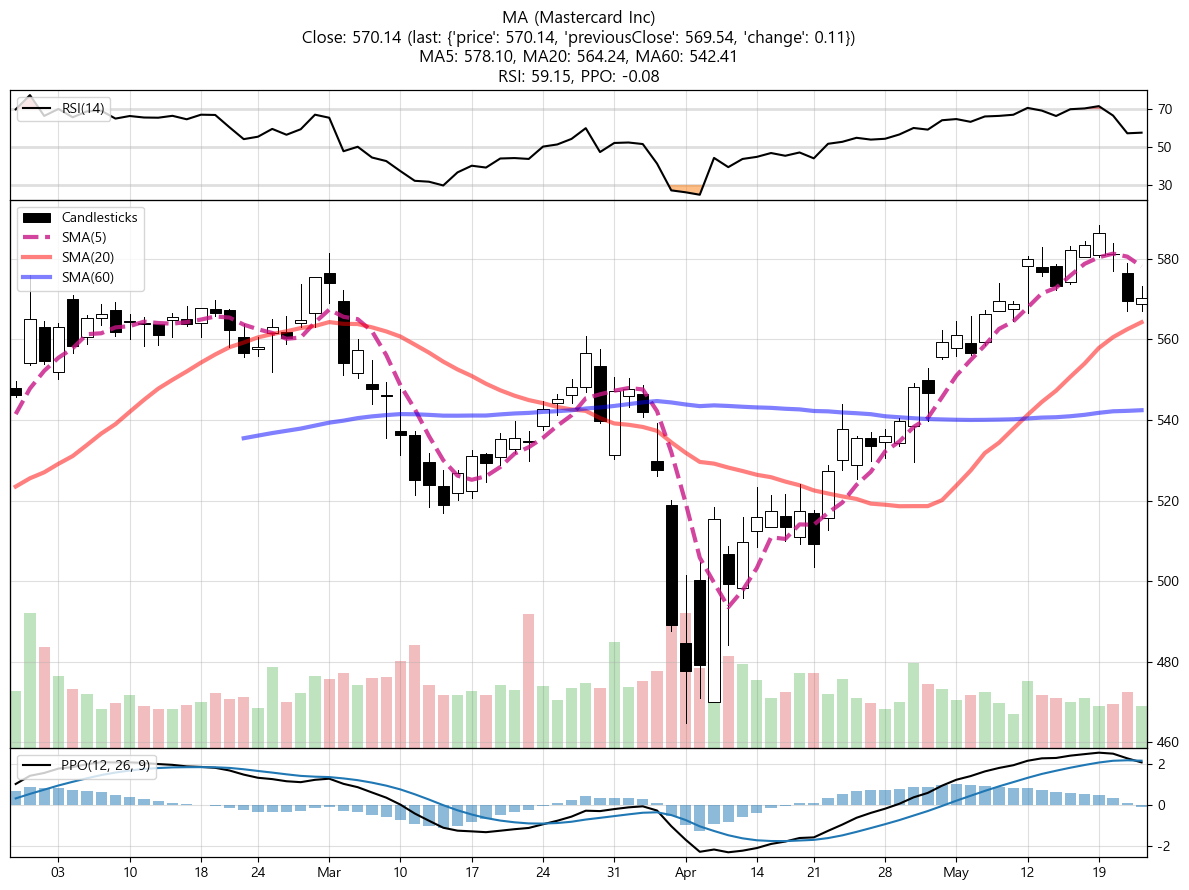 MA (Mastercard Inc)
Close: 570.14 (last: {'price': 570.14, 'previousClose': 569.54, 'change': 0.11})
MA5: 578.10, MA20: 564.24, MA60: 542.41
RSI: 59.15, PPO: -0.08
RSI(14)
70
50
30
Candlesticks
SMA(5)
SMA(20)
SMA(60)
580
560
540
520
500
480
460
PPO(12, 26, 9)
2
0
-2
03 10 18 24 Mar 10 17 24 31 Apr 14 21 28 May 12 19